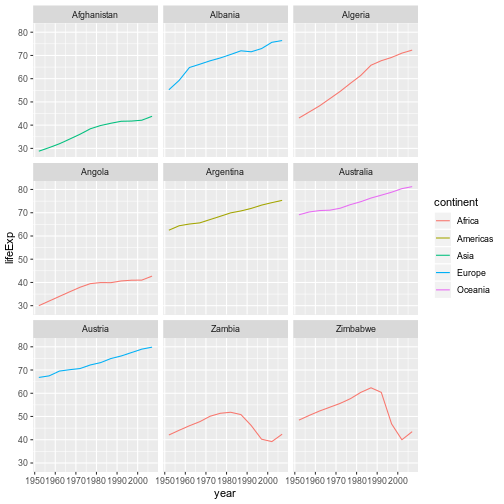 Afghanistan Albania Algeria
80
70
60
50
40
30
Angola Argentina Australia
80
70
60
50
40
30
Austria Zambia Zimbabwe
80
70
60
50
40
30
1950 1960 1970 1980 1990 2000 1950 1960 1970 1980 1990 2000 1950 1960 1970 1980 1990 2000
lifeExp
year
continent
Africa
Americas
Asia
Europe
Oceania